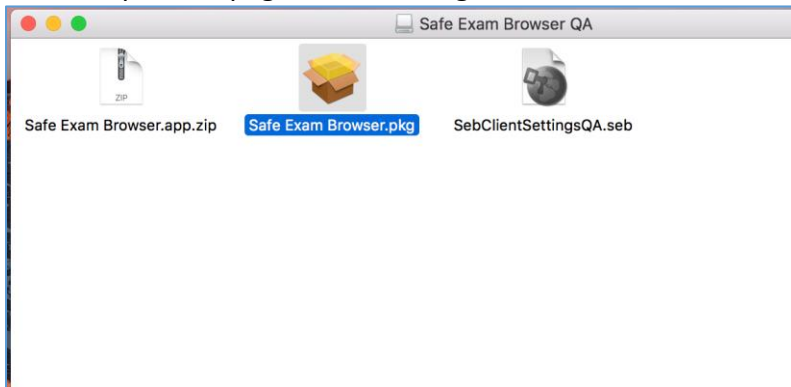 Safe Exam Browser QA
ZIP
Safe Exam Browser.app.zip
Safe Exam Browser.pkg
SebClientSettingsQA.seb